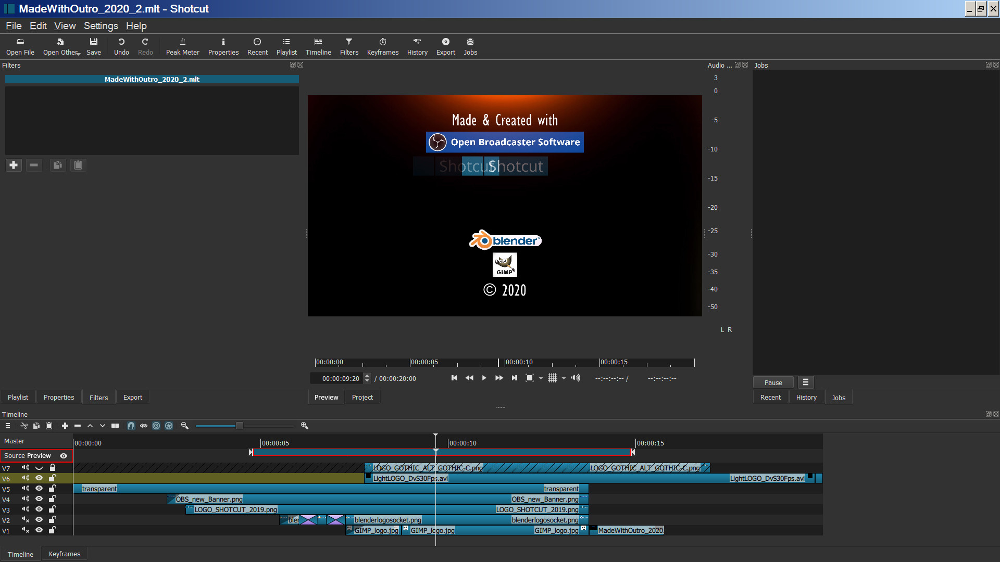 MadeWithOutro_2020_2.mlt - Shotcut
File Edit View Settings Help
Open File Open Other Save Undo Redo Peak Meter Properties Recent Playlist Timeline Filters Keyframes History Export Jobs
Filters
Audio ...
Jobs
MadeWithOutro_2020_2.mlt
3
0
-5
-10
-15
-20
-25
-30
-35
-40
-50
L R
Made & Created with
Open Broadcaster Software
Shotcut Shotcut
blender
GIMP
© 2020
00:00:00 00:00:05 00:00:10 00:00:15
00:00:09:20 / 00:00:20:00 --:--:--:-- / --:--:--:--
Pause
Playlist Properties Filters Export
Preview Project
Recent History Jobs
Timeline
Master
00:00:00 00:00:05 00:00:10 00:00:15
Source Preview
V7 LOGO_GOTHIC_ALT_GOTHIC-C.png LOGO_GOTHIC_ALT_GOTHIC-C.png
V6 LightLOGO_DvS30Fps.avi LightLOGO_DvS30Fps.avi
V5 transparent transparent
V4 OBS_new_Banner.png OBS_new_Banner.png
V3 LOGO_SHOTCUT_2019.png LOGO_SHOTCUT_2019.png
V2 bler blenderlogosocket.png blenderlogosocket.png
V1 GIMP_logo.jpg GIMP_logo.jpg GIMP_logo.jpg MadeWithOutro_2020
Timeline Keyframes